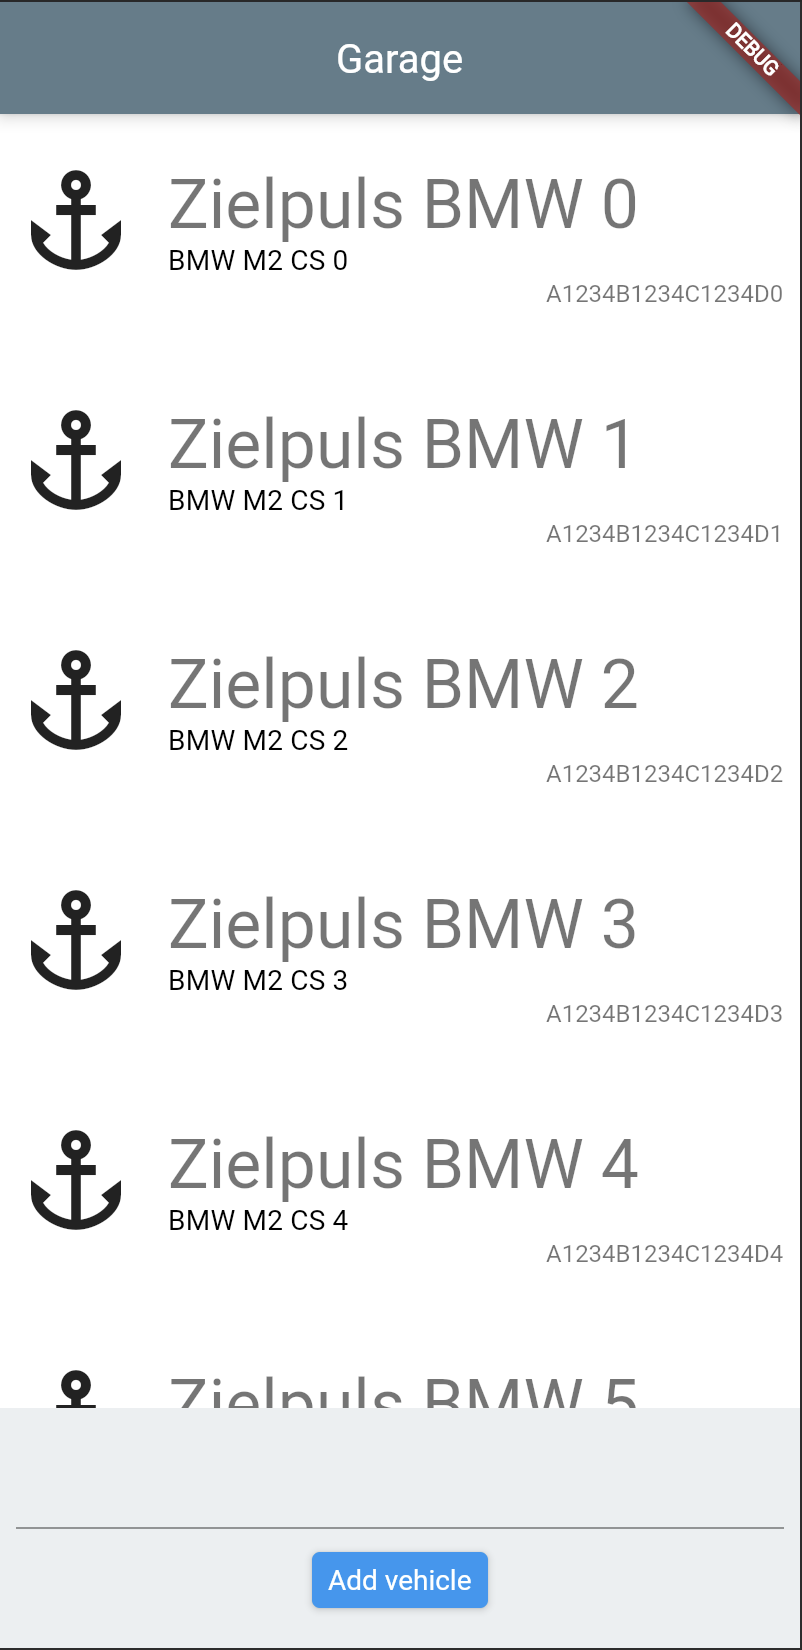 Garage
DEBUG
Zielpuls BMW 0
BMW M2 CS 0
A1234B1234C1234D0
Zielpuls BMW 1
BMW M2 CS 1
A1234B1234C1234D1
Zielpuls BMW 2
BMW M2 CS 2
A1234B1234C1234D2
Zielpuls BMW 3
BMW M2 CS 3
A1234B1234C1234D3
Zielpuls BMW 4
BMW M2 CS 4
A1234B1234C1234D4
Zielpuls BMW 5
Add vehicle